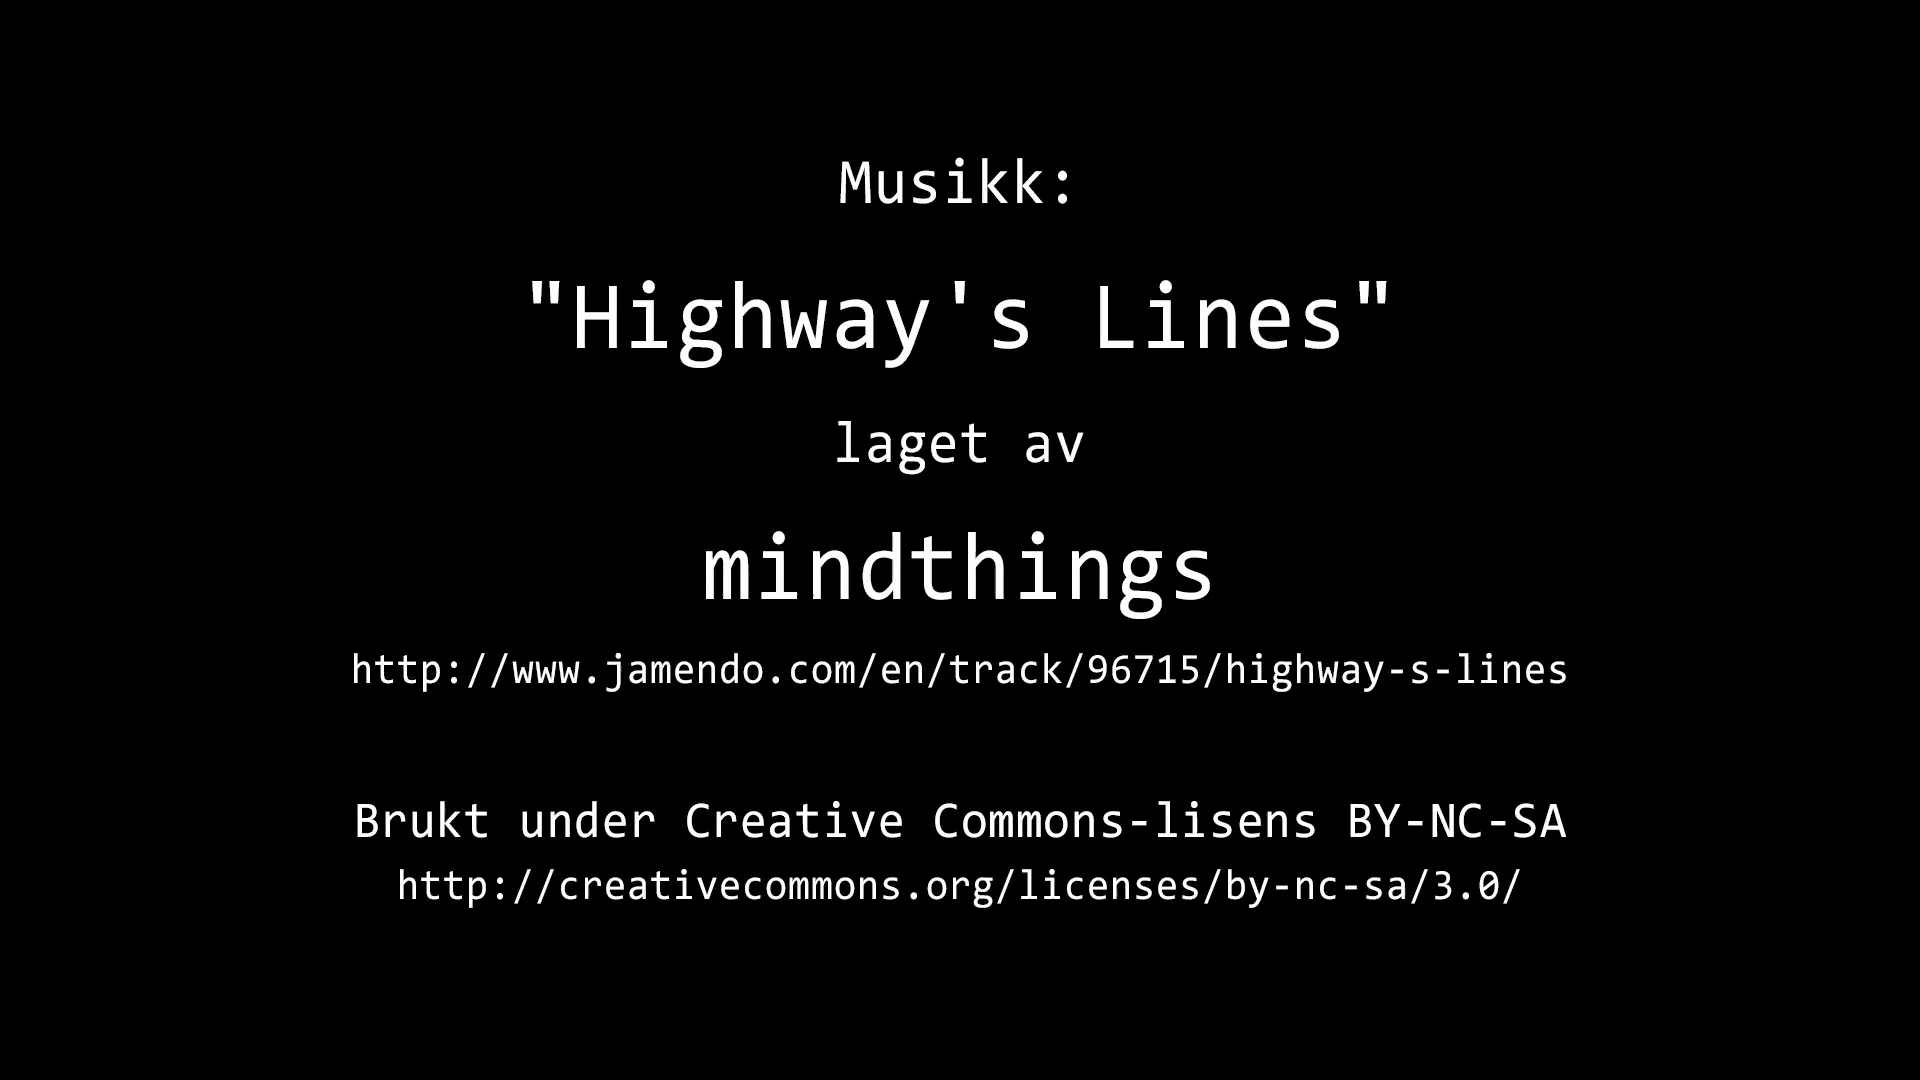 Musikk:
"Highway's Lines"
laget av
mindthings
http://www.jamendo.com/en/track/96715/highway-s-lines
Brukt under Creative Commons-lisens BY-NC-SA
http://creativecommons.org/licenses/by-nc-sa/3.0/